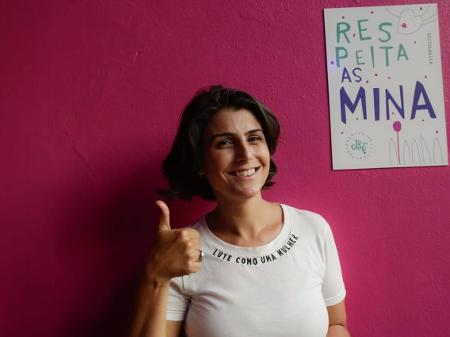 RES
PEITA
AS
MINA
LUTE COMO UMA MULHER